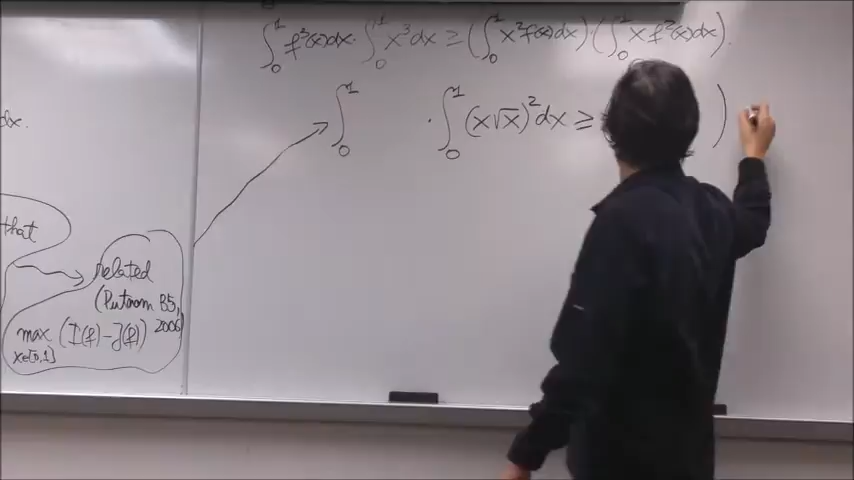 ∫₀¹ f²(x)dx · ∫₀¹ x³dx ≥ (∫₀¹ x²f(x)dx) · (∫₀¹ x f²(x)dx).
∫₀¹ · ∫₀¹ (x√x)² dx ≥ )
dx.
that
related
(Putnam B5, 2006)
max x∈[0,1] (I(f) - J(f))